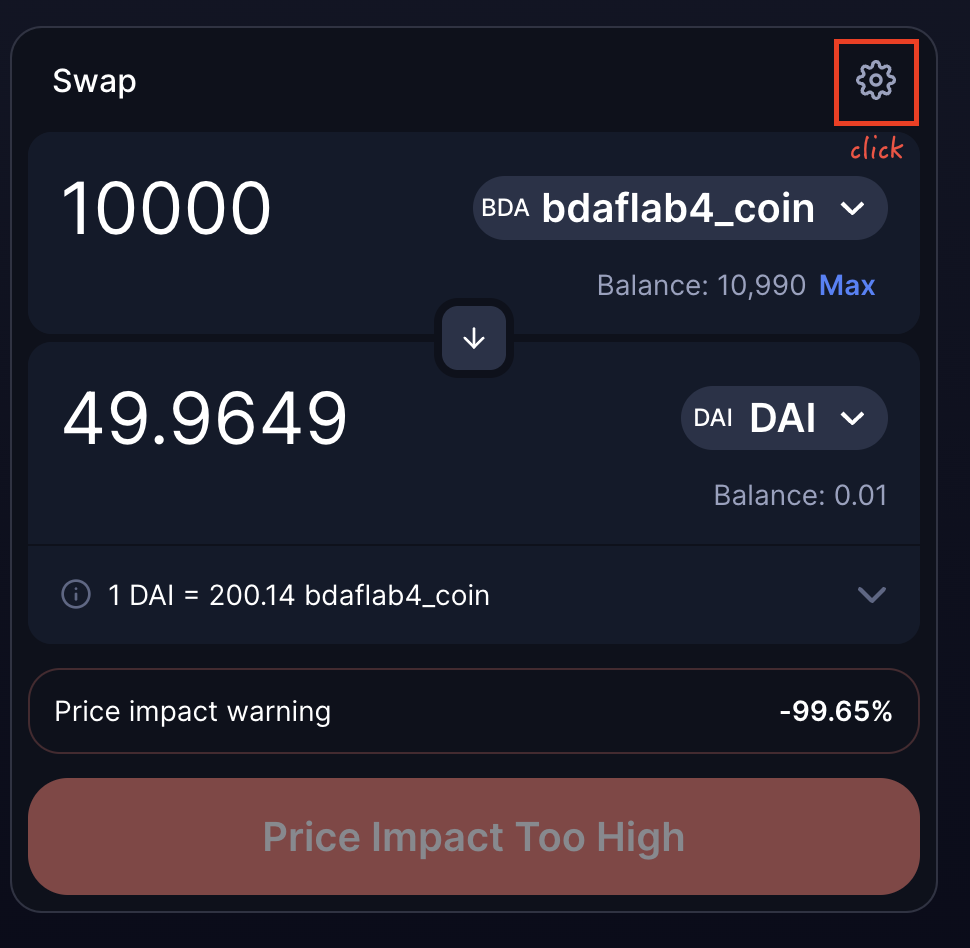 Swap
click
10000
BDA bdaflab4_coin
Balance: 10,990 Max
49.9649
DAI DAI
Balance: 0.01
1 DAI = 200.14 bdaflab4_coin
Price impact warning -99.65%
Price Impact Too High